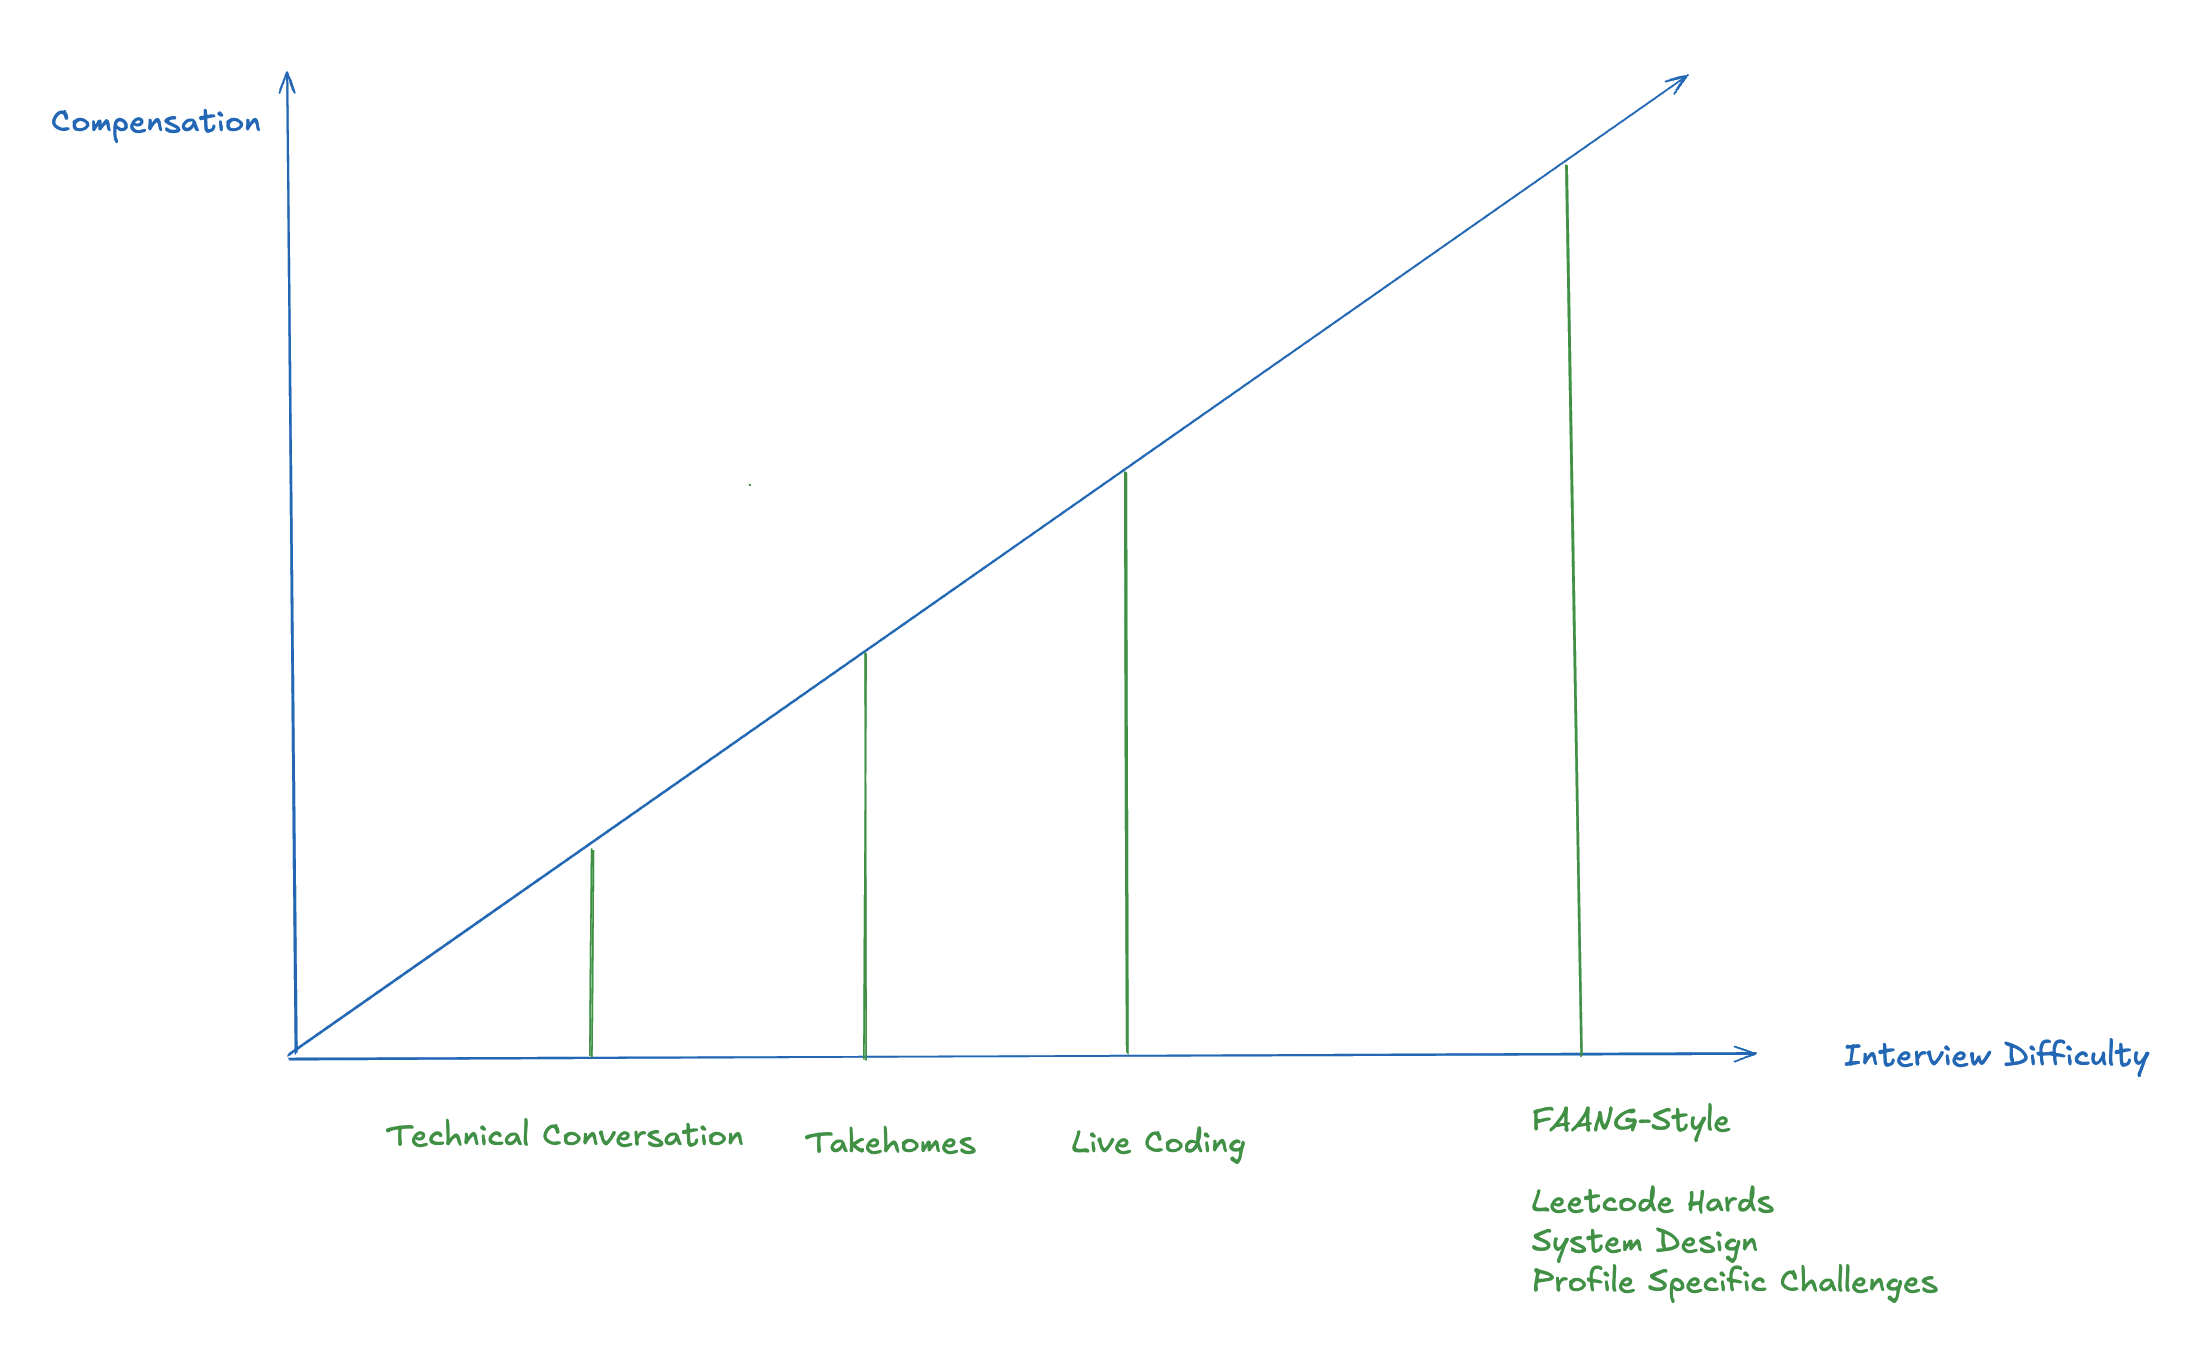 Compensation
Interview Difficulty
Technical Conversation
Takehomes
Live Coding
FAANG-Style
Leetcode Hards
System Design
Profile Specific Challenges